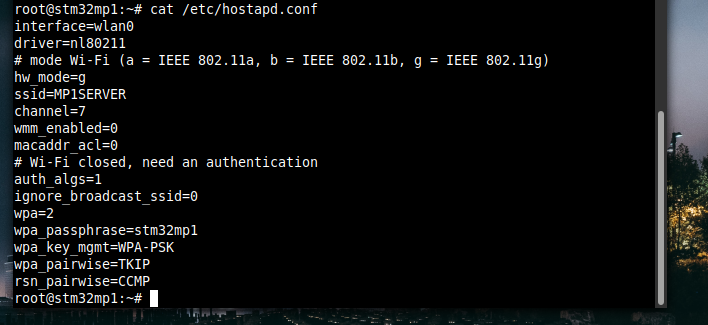 root@stm32mp1:~# cat /etc/hostapd.conf
interface=wlan0
driver=nl80211
# mode Wi-Fi (a = IEEE 802.11a, b = IEEE 802.11b, g = IEEE 802.11g)
hw_mode=g
ssid=MP1SERVER
channel=7
wmm_enabled=0
macaddr_acl=0
# Wi-Fi closed, need an authentication
auth_algs=1
ignore_broadcast_ssid=0
wpa=2
wpa_passphrase=stm32mp1
wpa_key_mgmt=WPA-PSK
wpa_pairwise=TKIP
rsn_pairwise=CCMP
root@stm32mp1:~#